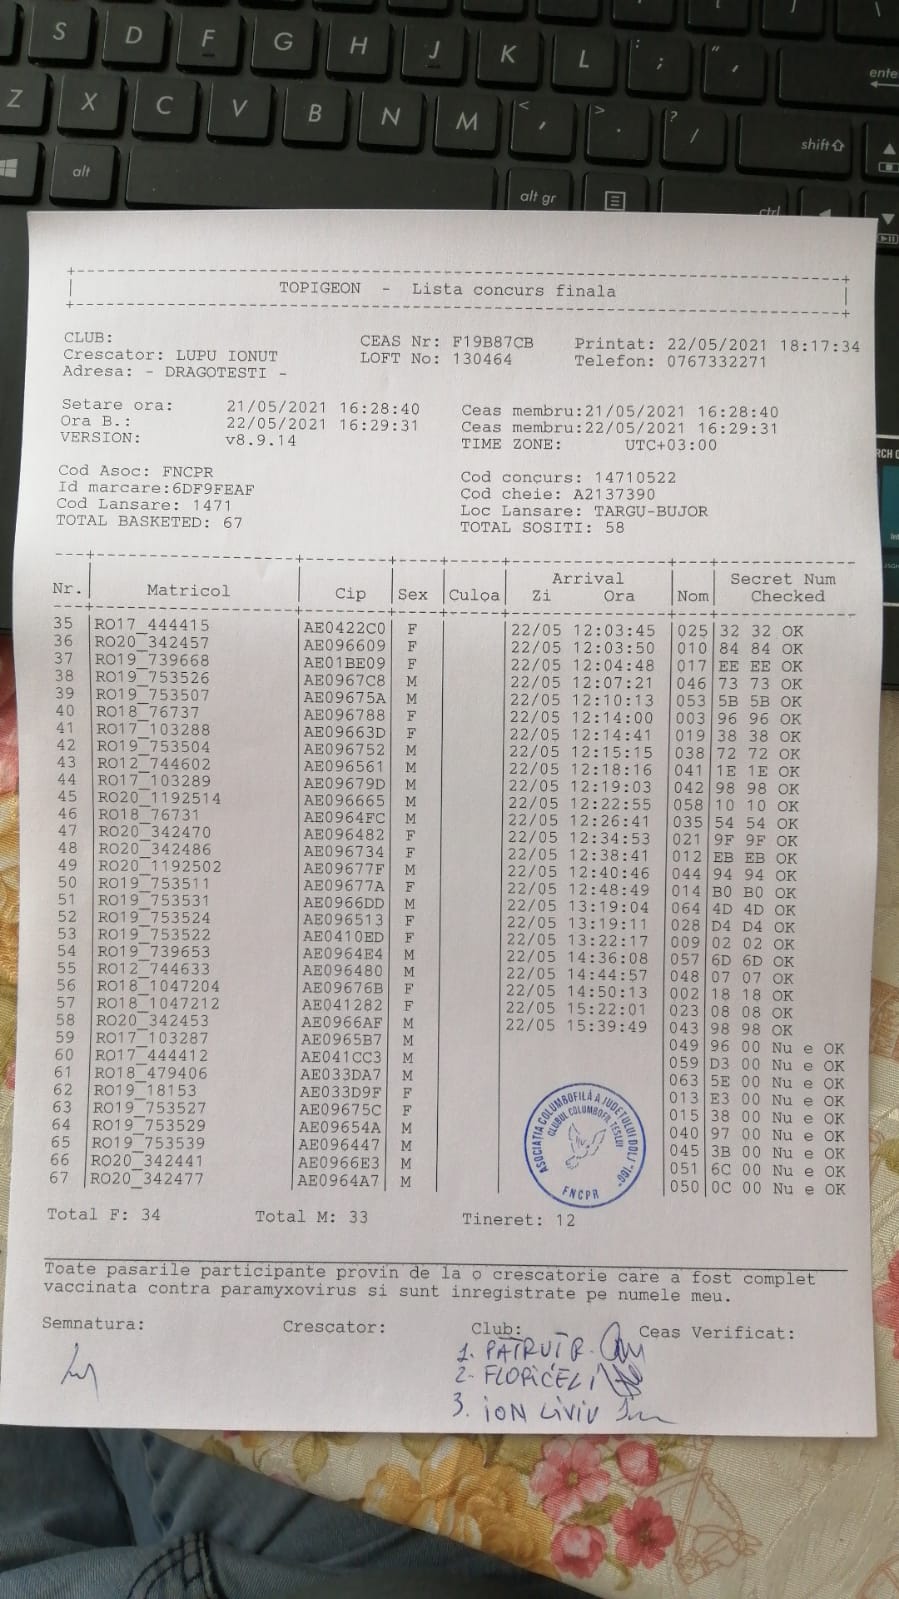 S D F G H J K L : ; " ' enter
Z X C V B N M < , > . ? / shift
alt alt gr ctrl
TOPIGEON - Lista concurs finala
CLUB: CEAS Nr: F19B87CB Printat: 22/05/2021 18:17:34
Crescator: LUPU IONUT LOFT No: 130464 Telefon: 0767332271
Adresa: - DRAGOTESTI -
Setare ora: 21/05/2021 16:28:40 Ceas membru:21/05/2021 16:28:40
Ora B.: 22/05/2021 16:29:31 Ceas membru:22/05/2021 16:29:31
VERSION: v8.9.14 TIME ZONE: UTC+03:00
Cod Asoc: FNCPR Cod concurs: 14710522
Id marcare:6DF9FEAF Cod cheie: A2137390
Cod Lansare: 1471 Loc Lansare: TARGU-BUJOR
TOTAL BASKETED: 67 TOTAL SOSITI: 58
Arrival Secret Num
Nr. Matricol Cip Sex Culoa Zi Ora Nom Checked
35 RO17_444415 AE0422C0 F 22/05 12:03:45 025 32 32 OK
36 RO20_342457 AE096609 F 22/05 12:03:50 010 84 84 OK
37 RO19_739668 AE01BE09 F 22/05 12:04:48 017 EE EE OK
38 RO19_753526 AE0967C8 M 22/05 12:07:21 046 73 73 OK
39 RO19_753507 AE09675A M 22/05 12:10:13 053 5B 5B OK
40 RO18_76737 AE096788 F 22/05 12:14:00 003 96 96 OK
41 RO17_103288 AE09663D F 22/05 12:14:41 019 38 38 OK
42 RO19_753504 AE096752 M 22/05 12:15:15 038 72 72 OK
43 RO12_744602 AE096561 M 22/05 12:18:16 041 1E 1E OK
44 RO17_103289 AE09679D M 22/05 12:19:03 042 98 98 OK
45 RO20_1192514 AE096665 M 22/05 12:22:55 058 10 10 OK
46 RO18_76731 AE0964FC M 22/05 12:26:41 035 54 54 OK
47 RO20_342470 AE096482 F 22/05 12:34:53 021 9F 9F OK
48 RO20_342486 AE096734 F 22/05 12:38:41 012 EB EB OK
49 RO20_1192502 AE09677F M 22/05 12:40:46 044 94 94 OK
50 RO19_753511 AE09677A F 22/05 12:48:49 014 B0 B0 OK
51 RO19_753531 AE0966DD M 22/05 13:19:04 064 4D 4D OK
52 RO19_753524 AE096513 F 22/05 13:19:11 028 D4 D4 OK
53 RO19_753522 AE0410ED F 22/05 13:22:17 009 02 02 OK
54 RO19_739653 AE0964E4 M 22/05 14:36:08 057 6D 6D OK
55 RO12_744633 AE096480 M 22/05 14:44:57 048 07 07 OK
56 RO18_1047204 AE09676B F 22/05 14:50:13 002 18 18 OK
57 RO18_1047212 AE041282 F 22/05 15:22:01 023 08 08 OK
58 RO20_342453 AE0966AF M 22/05 15:39:49 043 98 98 OK
59 RO17_103287 AE0965B7 M 049 96 00 Nu e OK
60 RO17_444412 AE041CC3 M 059 D3 00 Nu e OK
61 RO18_479406 AE033DA7 M 063 5E 00 Nu e OK
62 RO19_18153 AE033D9F F 013 E3 00 Nu e OK
63 RO19_753527 AE09675C F 015 38 00 Nu e OK
64 RO19_753529 AE09654A M 040 97 00 Nu e OK
65 RO19_753539 AE096447 M 045 3B 00 Nu e OK
66 RO20_342441 AE0966E3 M 051 6C 00 Nu e OK
67 RO20_342477 AE0964A7 M 050 0C 00 Nu e OK
ASOCIAȚIA COLUMBOFILĂ A JUDEȚULUI DOLJ
CLUBUL COLUMBOFIL TESLUI
FNCPR
Total F: 34 Total M: 33 Tineret: 12
Toate pasarile participante provin de la o crescatorie care a fost complet
vaccinata contra paramyxovirus si sunt inregistrate pe numele meu.
Semnatura: Crescator: Club: Ceas Verificat:
1. PĂTRUȚ R.
2- FLORICEL I
3. ION LIVIU